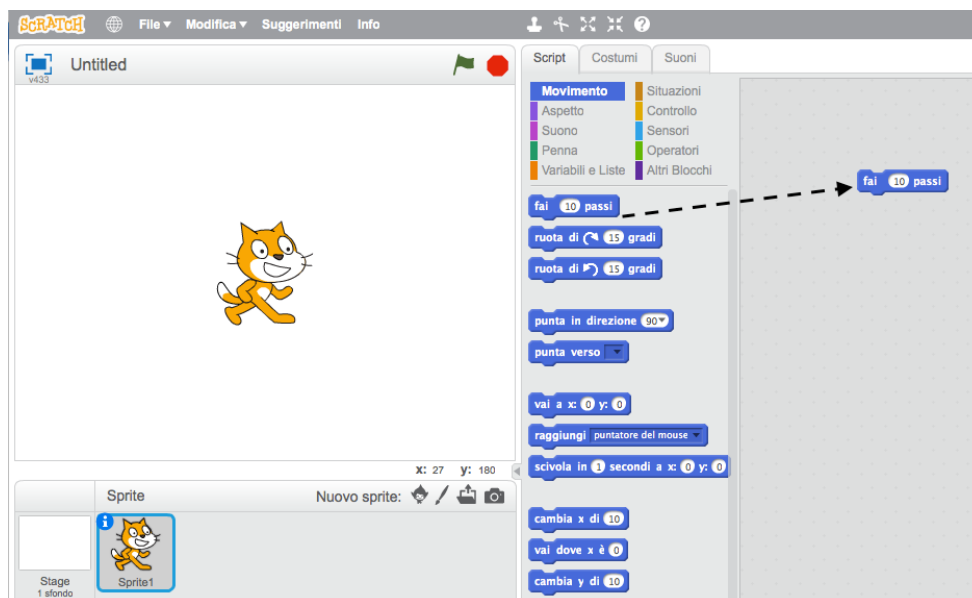 SCRATCH File Modifica Suggerimenti Info
v433
Untitled
Script Costumi Suoni
Movimento Situazioni
Aspetto Controllo
Suono Sensori
Penna Operatori
Variabili e Liste Altri Blocchi
fai 10 passi
ruota di 15 gradi
ruota di 15 gradi
punta in direzione 90
punta verso
vai a x: 0 y: 0
raggiungi puntatore del mouse
scivola in 1 secondi a x: 0 y: 0
cambia x di 10
vai dove x è 0
cambia y di 10
fai 10 passi
X: 27 y: 180
Sprite Nuovo sprite:
Stage
1 sfondo
Sprite1